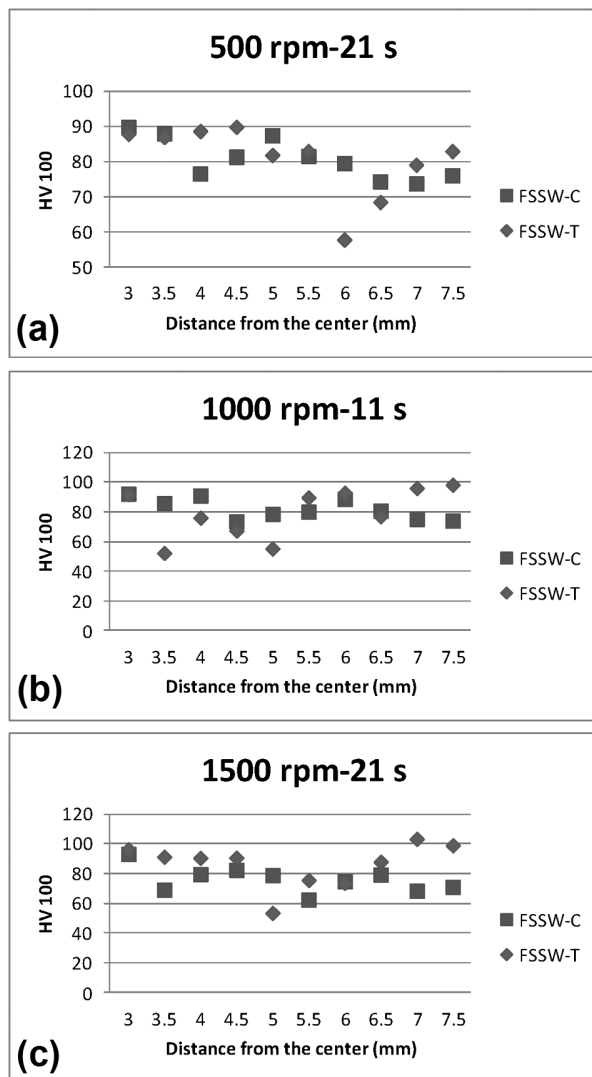 500 rpm-21 s
100
90
80
70
60
50
HV 100
3 3.5 4 4.5 5 5.5 6 6.5 7 7.5
Distance from the center (mm)
FSSW-C
FSSW-T
(a)
1000 rpm-11 s
120
100
80
60
40
20
0
HV 100
3 3.5 4 4.5 5 5.5 6 6.5 7 7.5
Distance from the center (mm)
FSSW-C
FSSW-T
(b)
1500 rpm-21 s
120
100
80
60
40
20
0
HV 100
3 3.5 4 4.5 5 5.5 6 6.5 7 7.5
Distance from the center (mm)
FSSW-C
FSSW-T
(c)